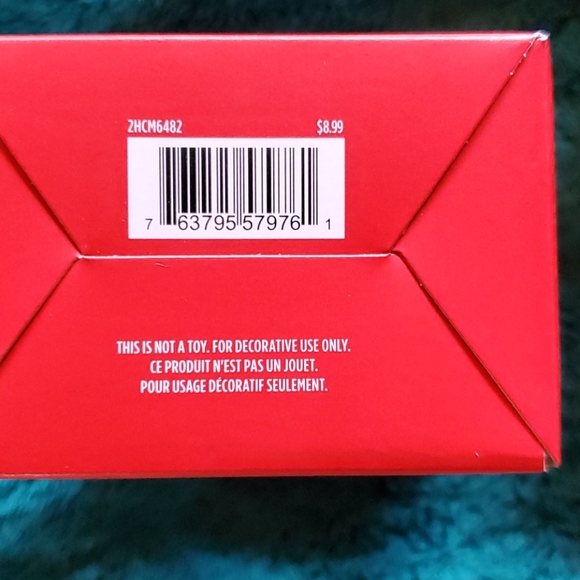 2HCM6482 $8.99
7 63795 57976 1
THIS IS NOT A TOY. FOR DECORATIVE USE ONLY.
CE PRODUIT N'EST PAS UN JOUET.
POUR USAGE DÉCORATIF SEULEMENT.